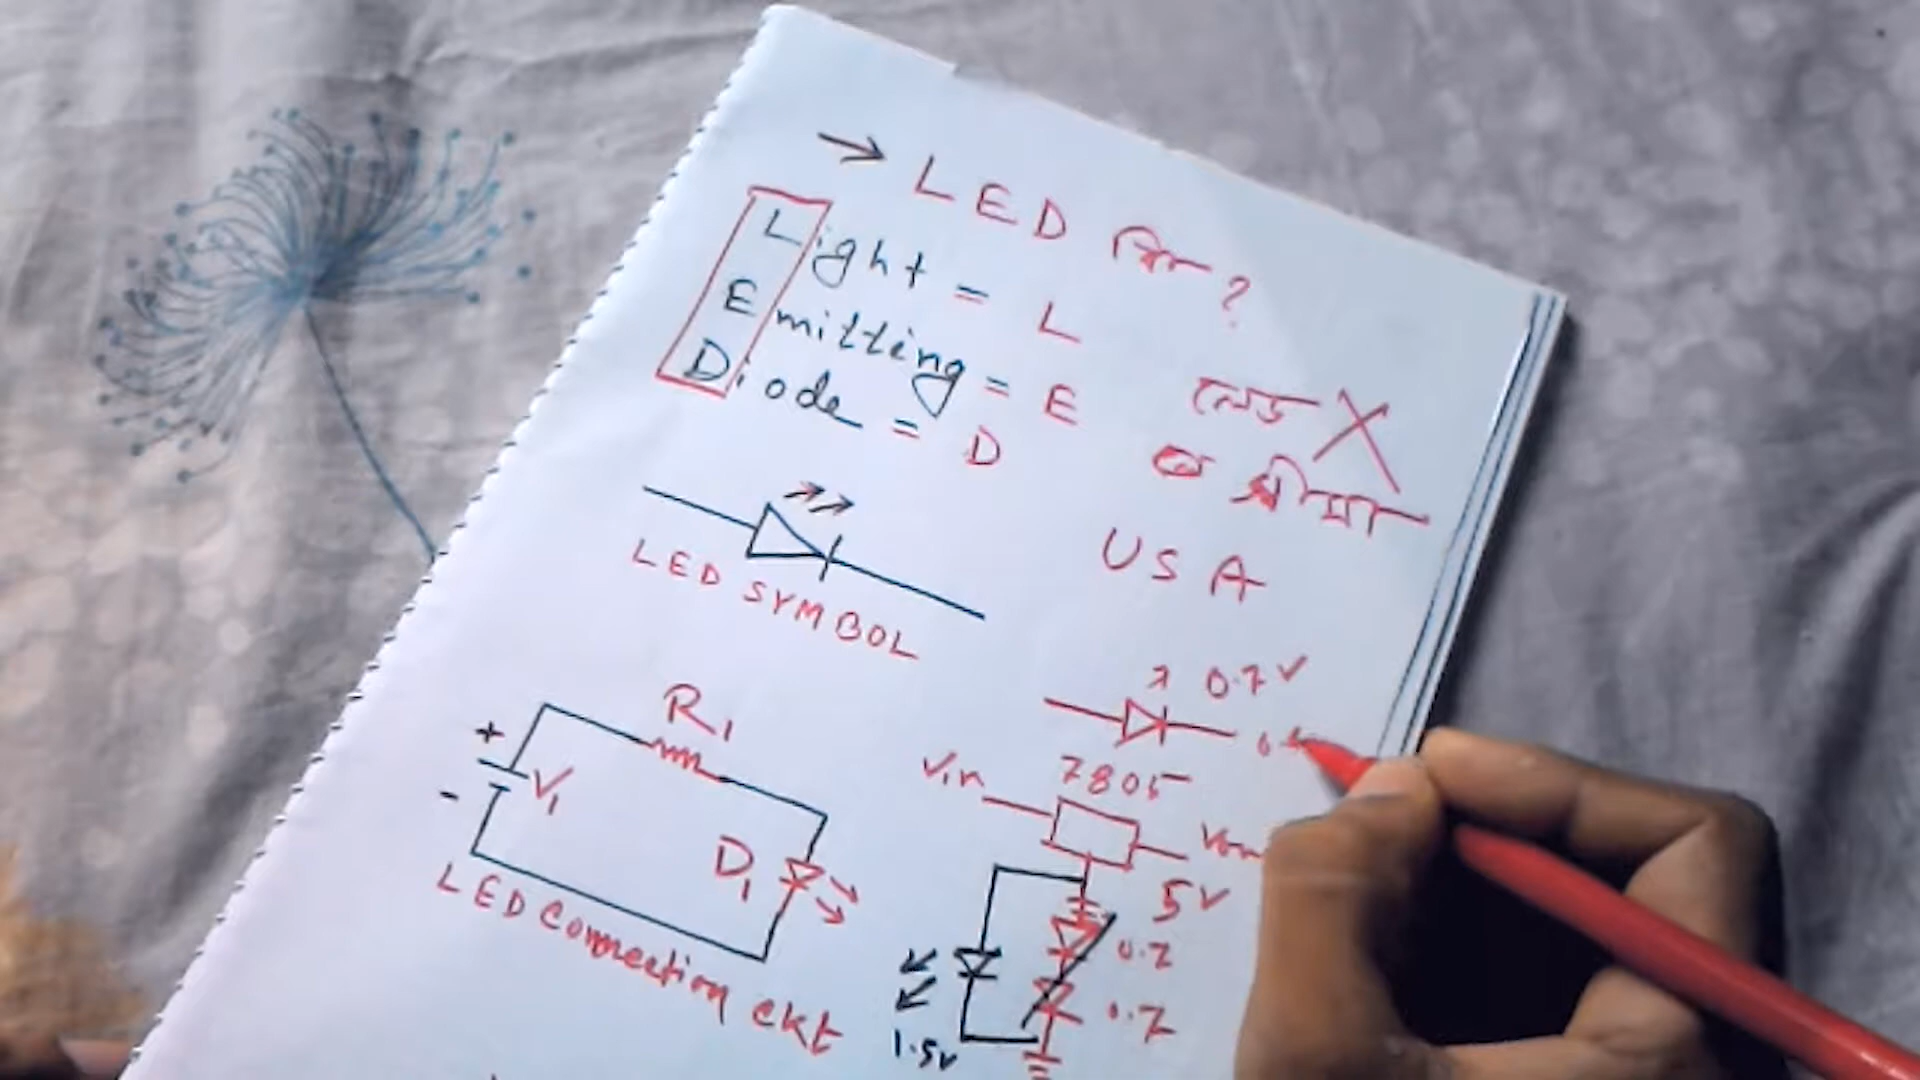 → LED কি ?
Light = L
Emitting = E
Diode = D
লেড
USA
LED SYMBOL
0.7V
R1
+
V1
-
D1
LED Connection ckt
7805
Vin
5V
0.7
0.7
1.5V